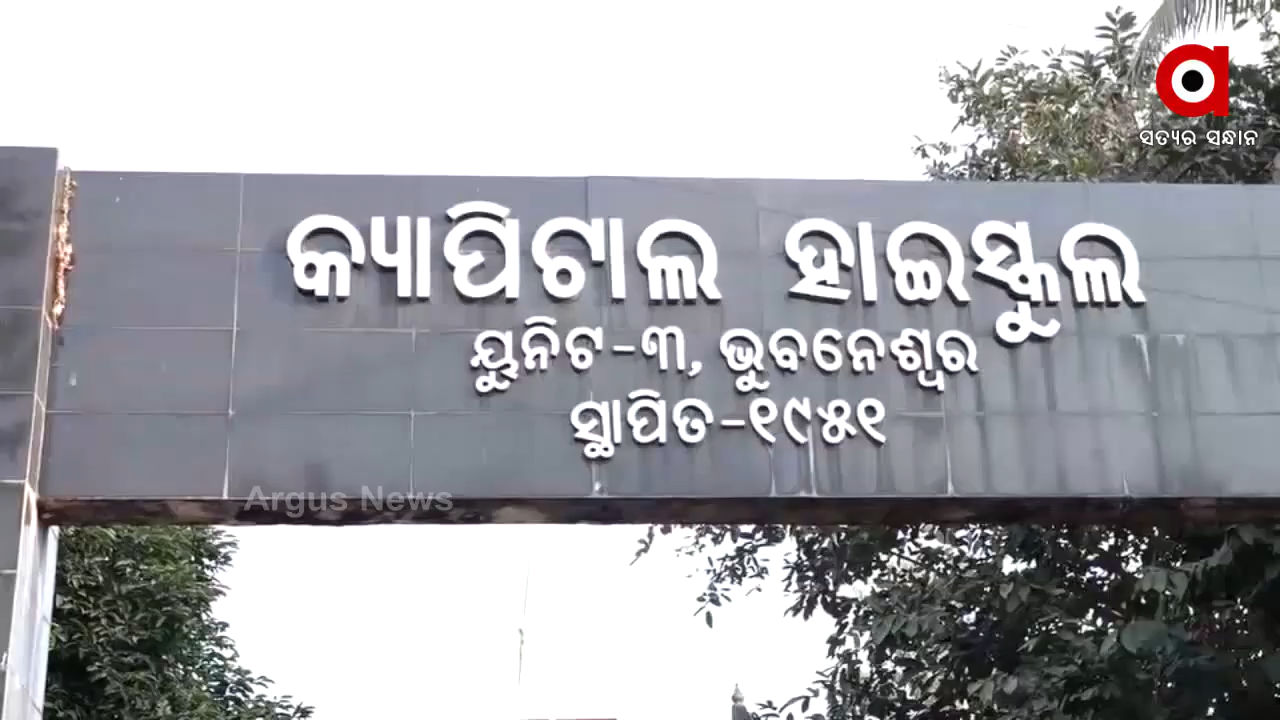 ସତ୍ୟର ସନ୍ଧାନ
କ୍ୟାପିଟାଲ ହାଇସ୍କୁଲ
ୟୁନିଟ-୩, ଭୁବନେଶ୍ୱର
ସ୍ଥାପିତ-୧୯୫୧
Argus News